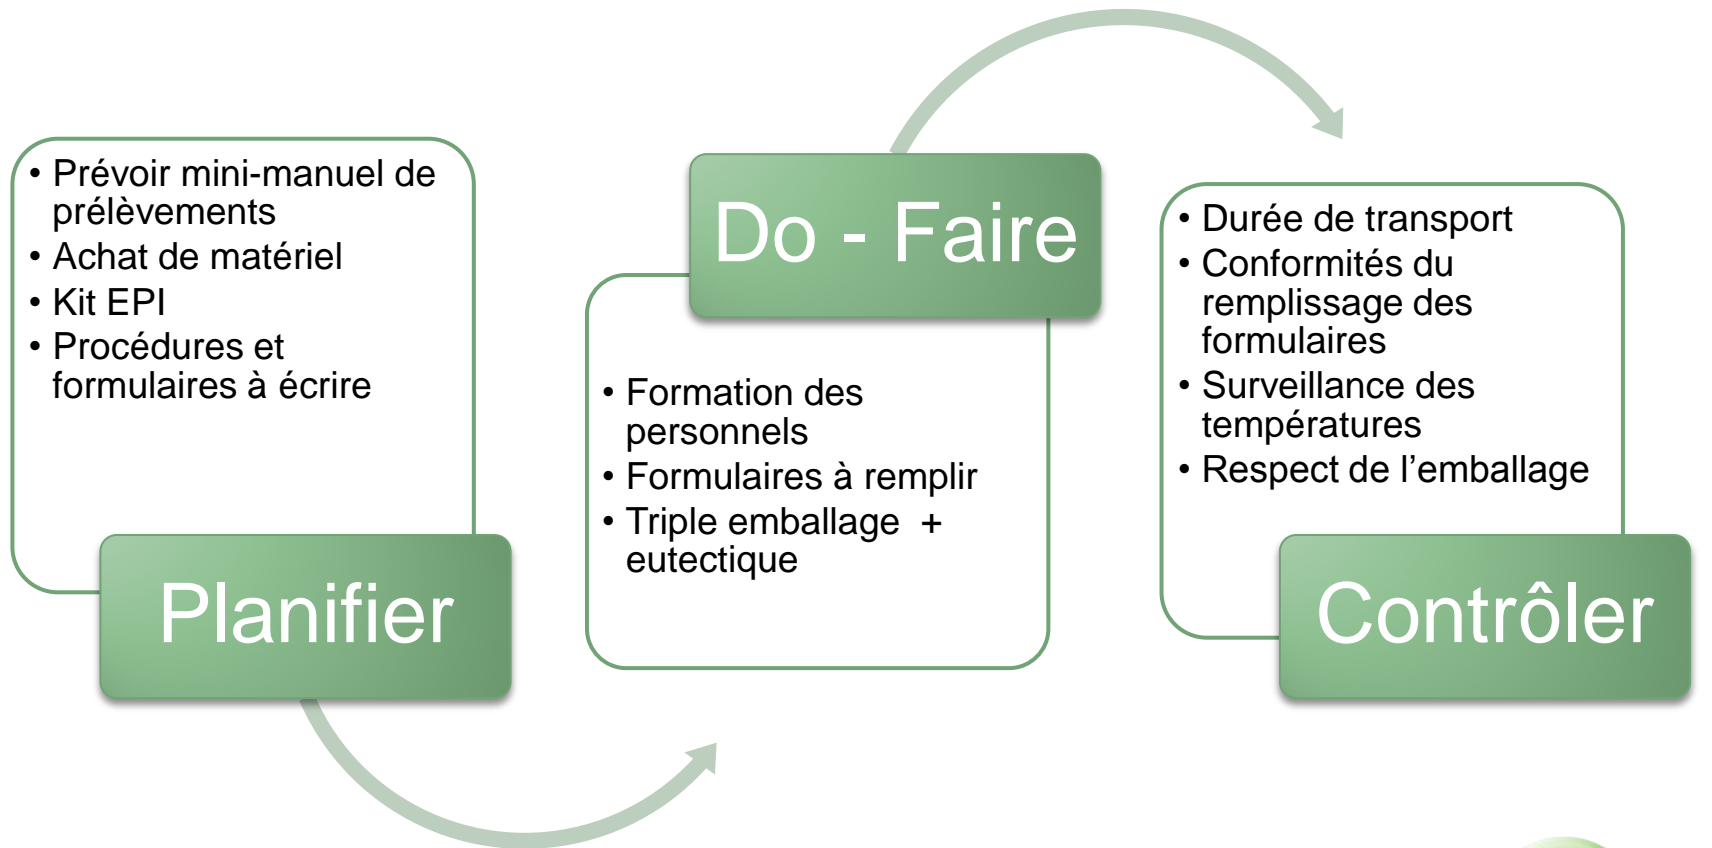 • Prévoir mini-manuel de
prélèvements
• Achat de matériel
• Kit EPI
• Procédures et
formulaires à écrire
Planifier
Do - Faire
• Formation des
personnels
• Formulaires à remplir
• Triple emballage  +
eutectique
• Durée de transport
• Conformités du
remplissage des
formulaires
• Surveillance des
températures
• Respect de l’emballage
Contrôler